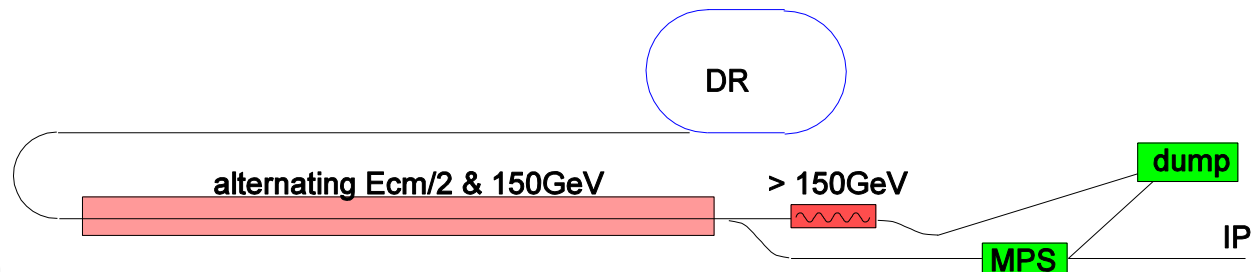 DR
dump
alternating Ecm/2 & 150GeV
> 150GeV
IP
MPS